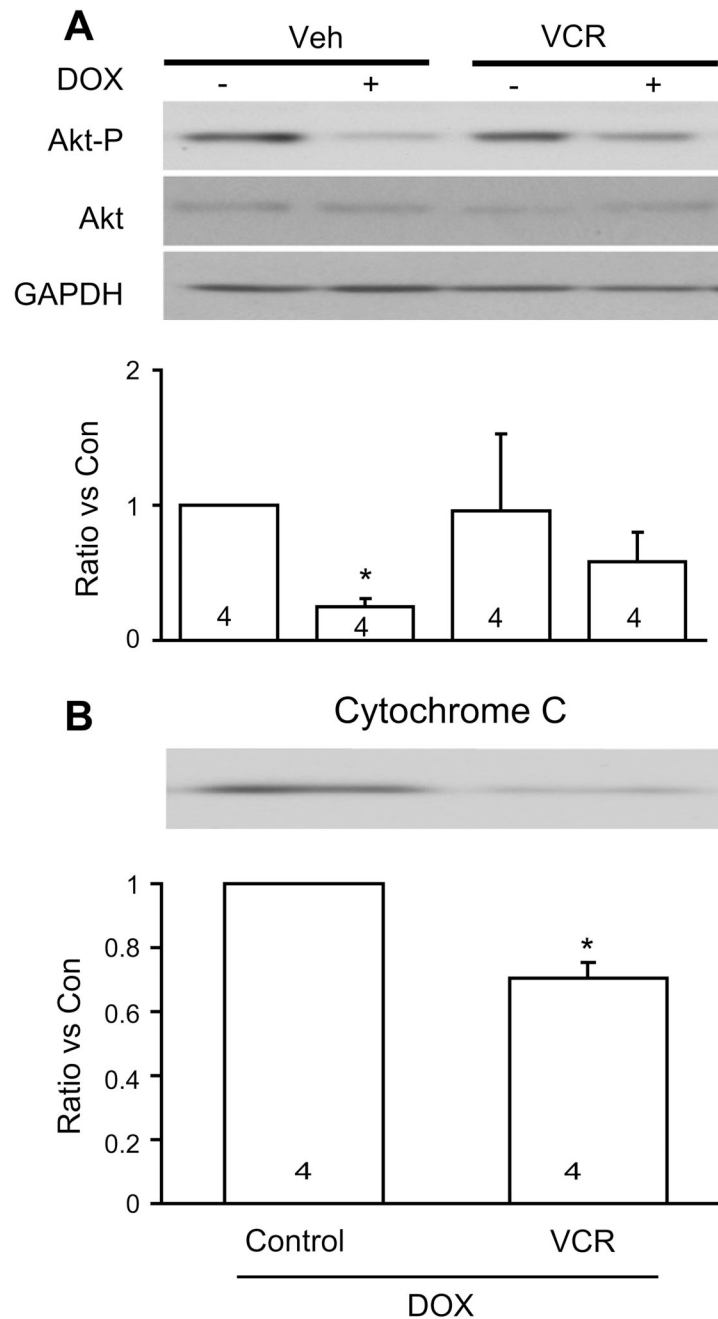 A
Veh VCR
DOX - + - +
Akt-P
Akt
GAPDH
2
1
0
Ratio vs Con
*
4 4 4 4
B
Cytochrome C
1
0.8
0.6
0.4
0.2
0
Ratio vs Con
*
4 4
Control VCR
DOX